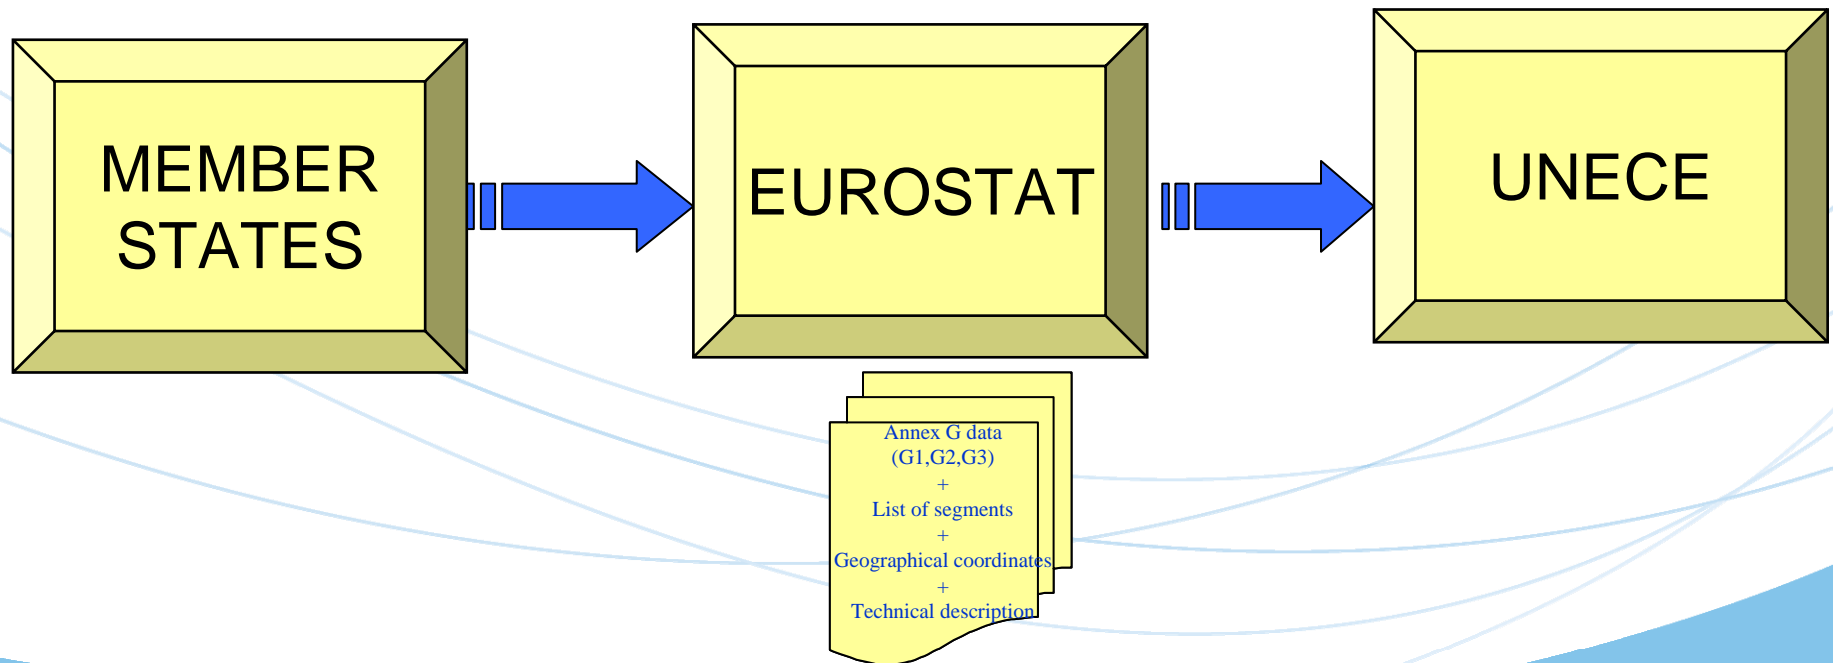 MEMBER
STATES
EUROSTAT
UNECE
Annex G data
(G1,G2,G3)
+
List of segments
+
Geographical coordinates
+
Technical description